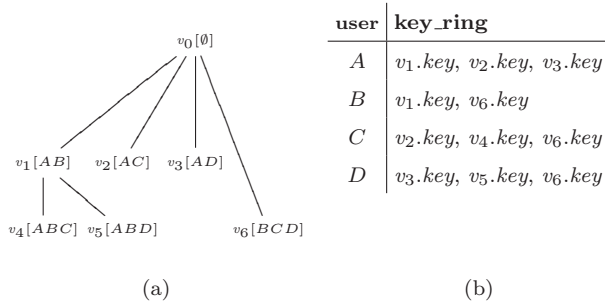 v₀[∅]
v₁[AB] v₂[AC] v₃[AD]
v₄[ABC] v₅[ABD] v₆[BCD]
(a)
user key_ring
A v₁.key, v₂.key, v₃.key
B v₁.key, v₆.key
C v₂.key, v₄.key, v₆.key
D v₃.key, v₅.key, v₆.key
(b)